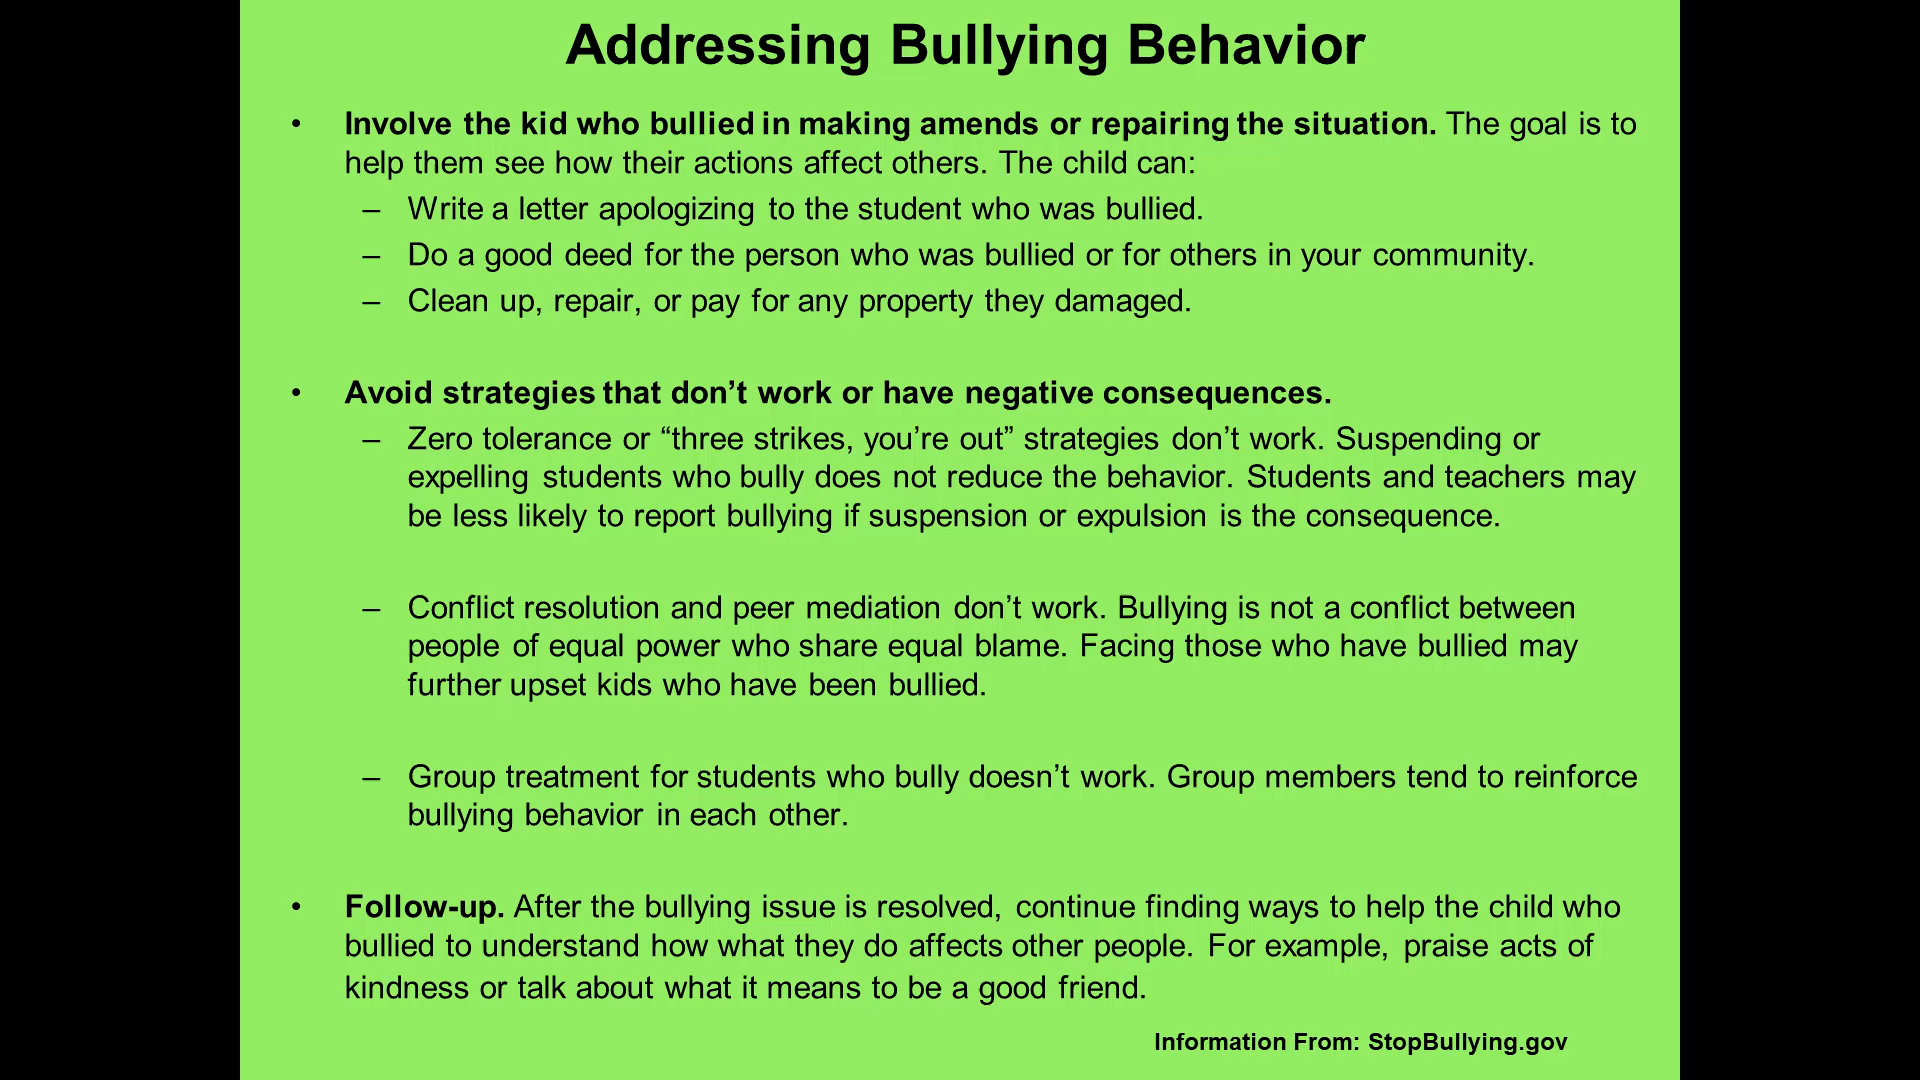 Addressing Bullying Behavior
• Involve the kid who bullied in making amends or repairing the situation. The goal is to
help them see how their actions affect others. The child can:
– Write a letter apologizing to the student who was bullied.
– Do a good deed for the person who was bullied or for others in your community.
– Clean up, repair, or pay for any property they damaged.
• Avoid strategies that don’t work or have negative consequences.
– Zero tolerance or “three strikes, you’re out” strategies don’t work. Suspending or
expelling students who bully does not reduce the behavior. Students and teachers may
be less likely to report bullying if suspension or expulsion is the consequence.
– Conflict resolution and peer mediation don’t work. Bullying is not a conflict between
people of equal power who share equal blame. Facing those who have bullied may
further upset kids who have been bullied.
– Group treatment for students who bully doesn’t work. Group members tend to reinforce
bullying behavior in each other.
• Follow-up. After the bullying issue is resolved, continue finding ways to help the child who
bullied to understand how what they do affects other people. For example, praise acts of
kindness or talk about what it means to be a good friend.
Information From: StopBullying.gov